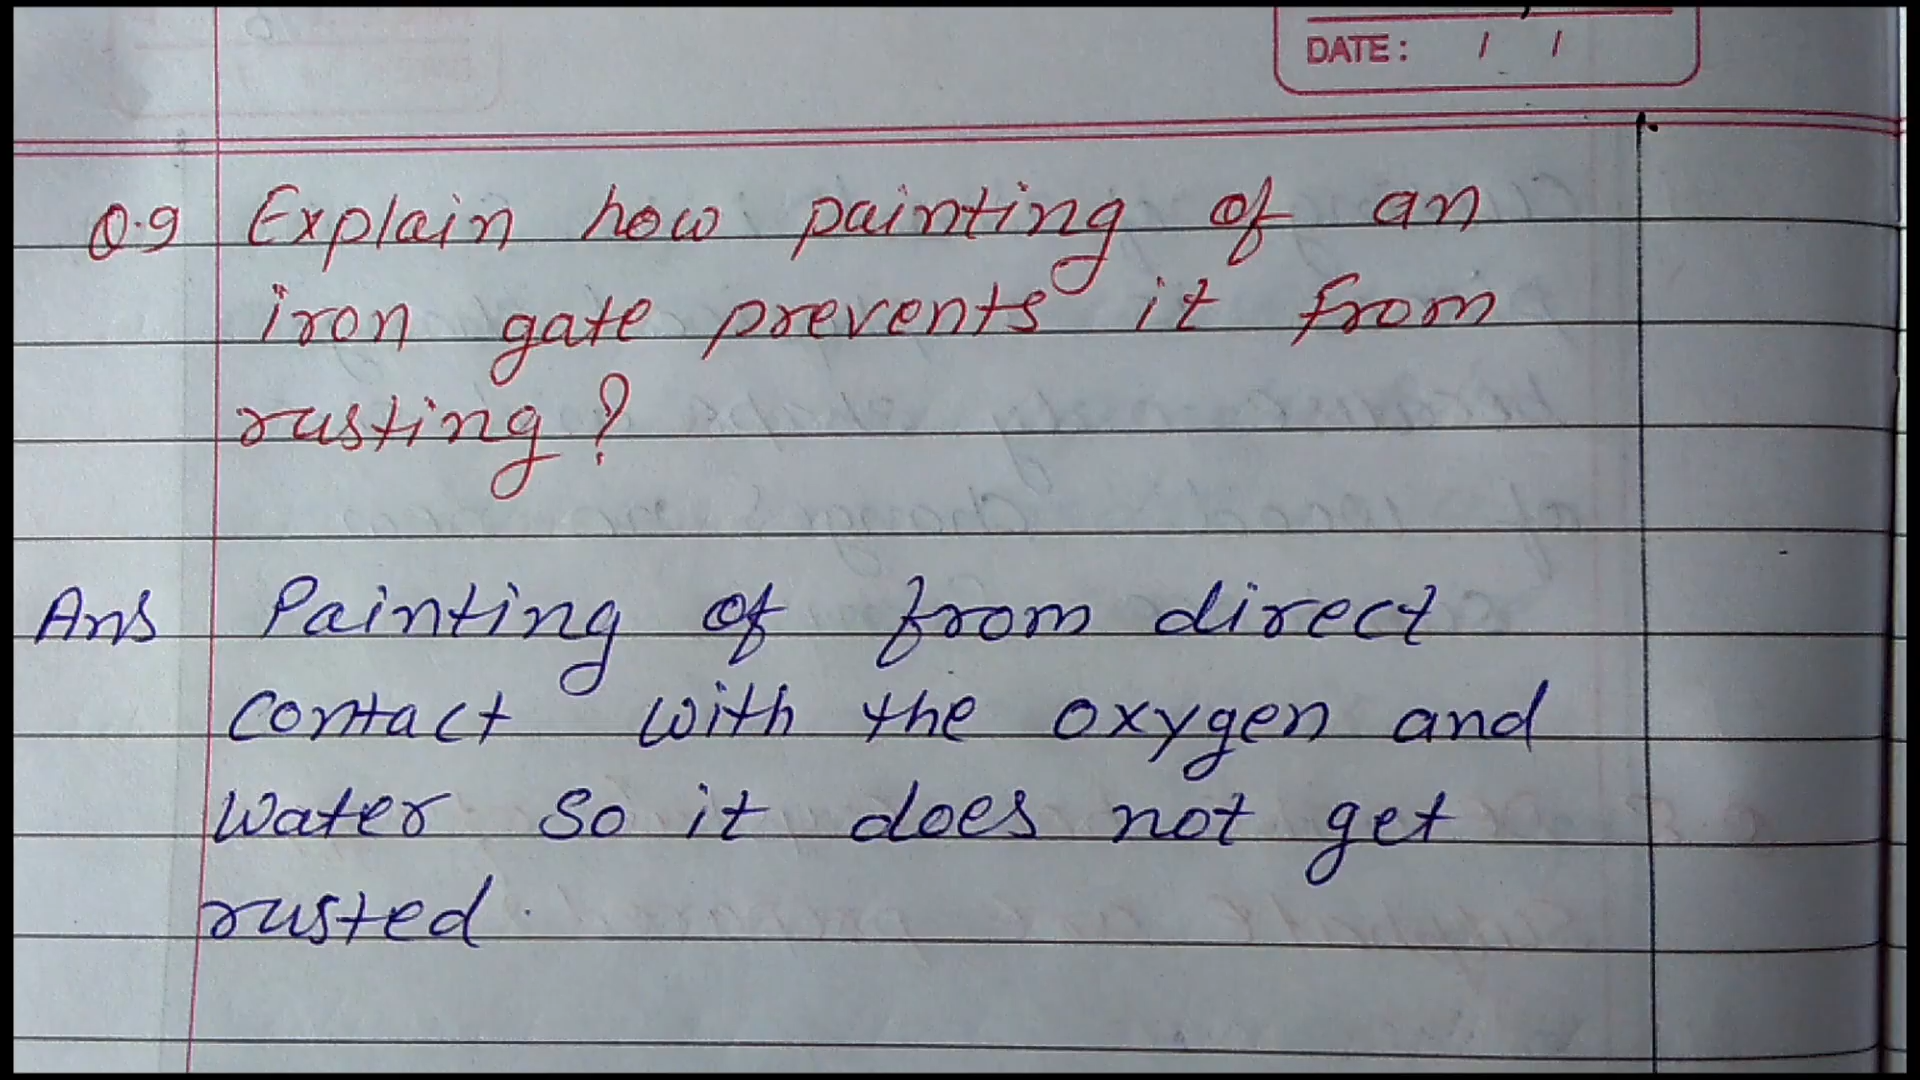 DATE: / /
Q.9 Explain how painting of an
iron gate prevents it from
rusting?
Ans Painting of from direct
contact with the oxygen and
water so it does not get
rusted.